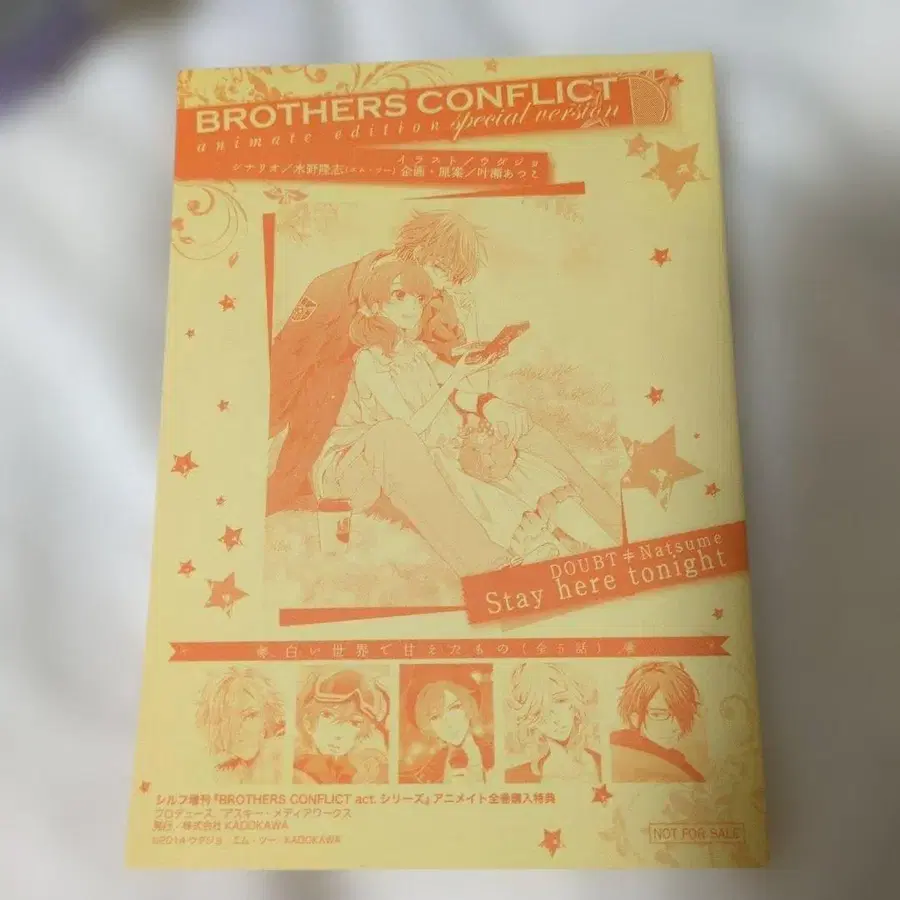 BROTHERS CONFLICT
animate edition special version
イラスト/ウダジョ
シナリオ/水野隆志(エム・ツー) 企画・原案/叶瀬あつこ
DOUBT≠Natsume
Stay here tonight
白い世界で甘えたもの(全5話)
シルフ増刊『BROTHERS CONFLICT act.シリーズ』アニメイト全巻購入特典
プロデュース アスキー・メディアワークス
発行:株式会社KADOKAWA
©2014 ウダジョ エム・ツー KADOKAWA
NOT FOR SALE